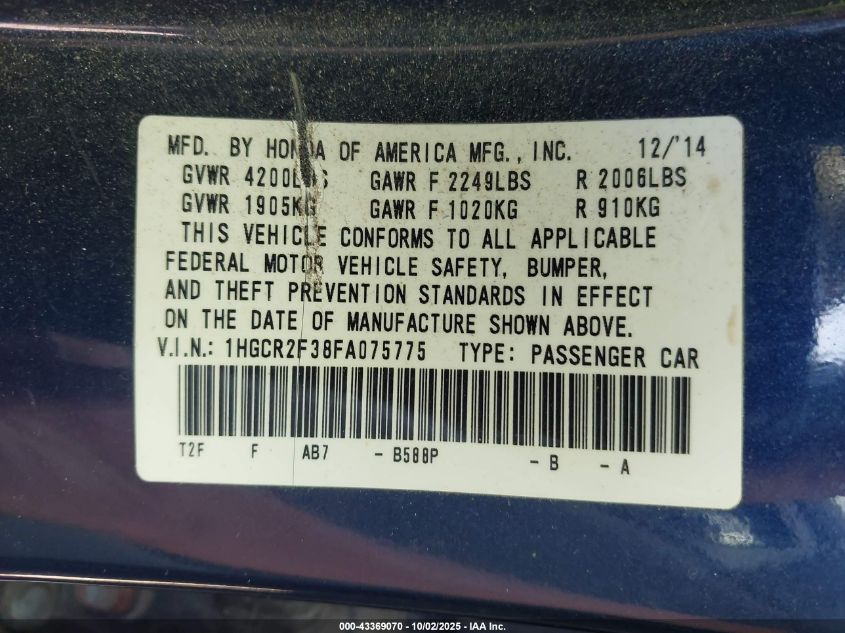 MFD. BY HONDA OF AMERICA MFG., INC. 12/'14
GVWR 4200LBS GAWR F 2249LBS R 2006LBS
GVWR 1905KG GAWR F 1020KG R 910KG
THIS VEHICLE CONFORMS TO ALL APPLICABLE
FEDERAL MOTOR VEHICLE SAFETY, BUMPER,
AND THEFT PREVENTION STANDARDS IN EFFECT
ON THE DATE OF MANUFACTURE SHOWN ABOVE.
V.I.N.: 1HGCR2F38FA075775 TYPE: PASSENGER CAR
T2F F AB7 - B588P - B - A
000-43369070 - 10/02/2025 - IAA Inc.